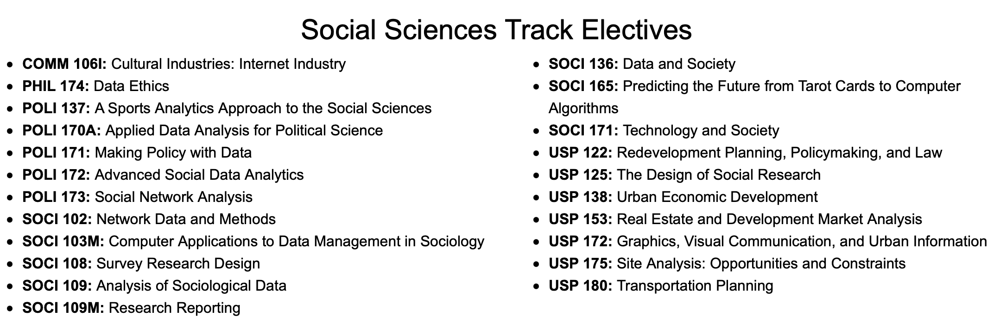 Social Sciences Track Electives
COMM 106I: Cultural Industries: Internet Industry
PHIL 174: Data Ethics
POLI 137: A Sports Analytics Approach to the Social Sciences
POLI 170A: Applied Data Analysis for Political Science
POLI 171: Making Policy with Data
POLI 172: Advanced Social Data Analytics
POLI 173: Social Network Analysis
SOCI 102: Network Data and Methods
SOCI 103M: Computer Applications to Data Management in Sociology
SOCI 108: Survey Research Design
SOCI 109: Analysis of Sociological Data
SOCI 109M: Research Reporting
SOCI 136: Data and Society
SOCI 165: Predicting the Future from Tarot Cards to Computer
Algorithms
SOCI 171: Technology and Society
USP 122: Redevelopment Planning, Policymaking, and Law
USP 125: The Design of Social Research
USP 138: Urban Economic Development
USP 153: Real Estate and Development Market Analysis
USP 172: Graphics, Visual Communication, and Urban Information
USP 175: Site Analysis: Opportunities and Constraints
USP 180: Transportation Planning